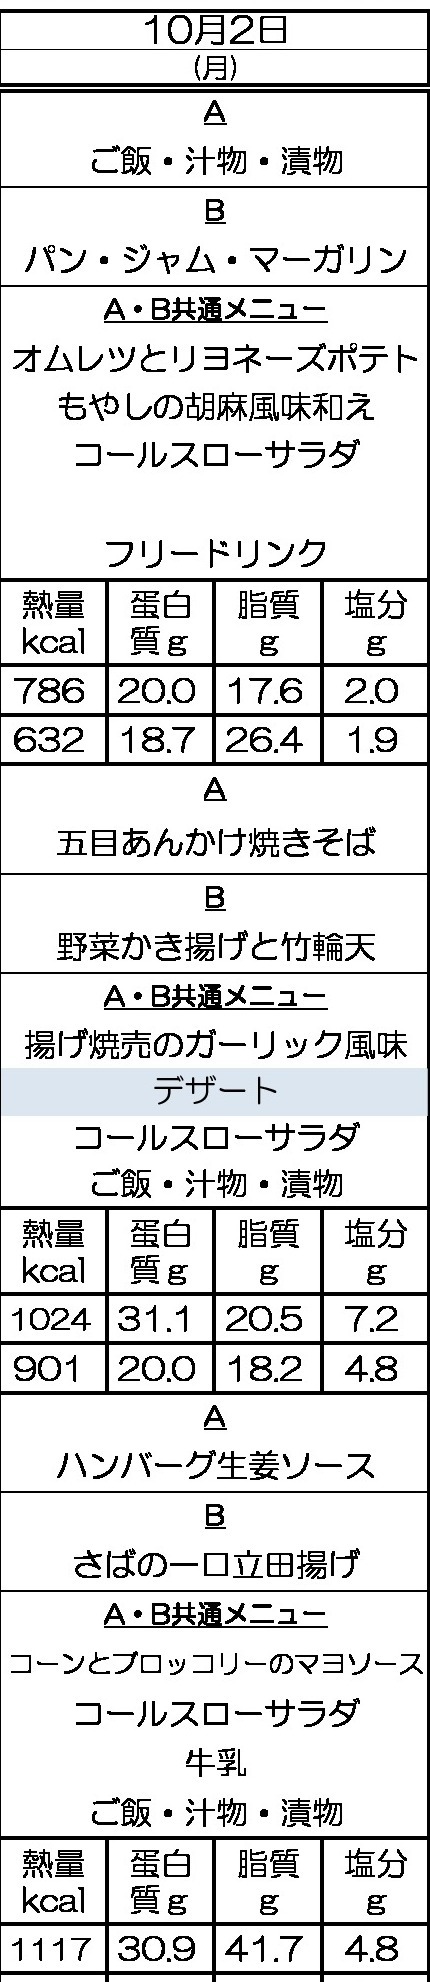 10月2日
(月)
A
ご飯・汁物・漬物
B
パン・ジャム・マーガリン
A・B共通メニュー
オムレツとリヨネーズポテト
もやしの胡麻風味和え
コールスローサラダ
フリードリンク
熱量 蛋白 脂質 塩分
kcal 質g g g
786 20.0 17.6 2.0
632 18.7 26.4 1.9
A
五目あんかけ焼きそば
B
野菜かき揚げと竹輪天
A・B共通メニュー
揚げ焼売のガーリック風味
デザート
コールスローサラダ
ご飯・汁物・漬物
熱量 蛋白 脂質 塩分
kcal 質g g g
1024 31.1 20.5 7.2
901 20.0 18.2 4.8
A
ハンバーグ生姜ソース
B
さばの一口立田揚げ
A・B共通メニュー
コーンとブロッコリーのマヨソース
コールスローサラダ
牛乳
ご飯・汁物・漬物
熱量 蛋白 脂質 塩分
kcal 質g g g
1117 30.9 41.7 4.8